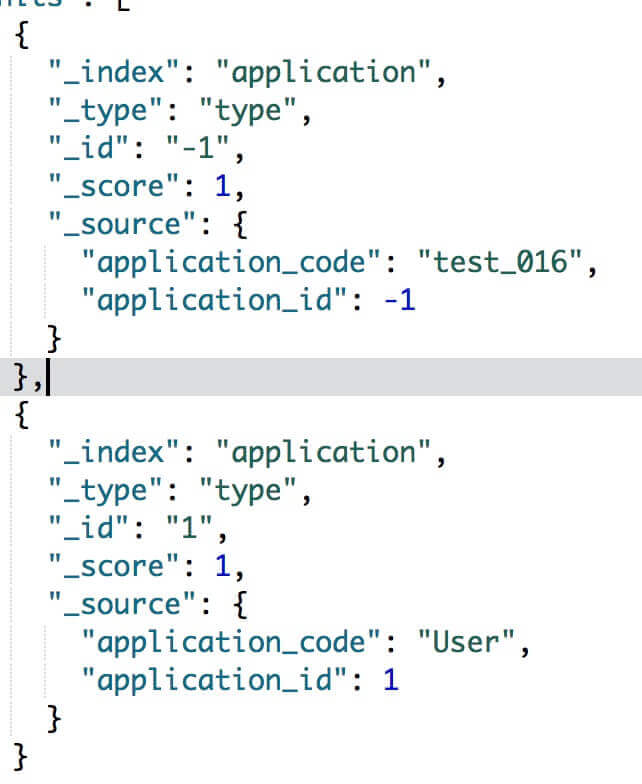 {
"_index": "application",
"_type": "type",
"_id": "-1",
"_score": 1,
"_source": {
"application_code": "test_016",
"application_id": -1
}
},
{
"_index": "application",
"_type": "type",
"_id": "1",
"_score": 1,
"_source": {
"application_code": "User",
"application_id": 1
}
}